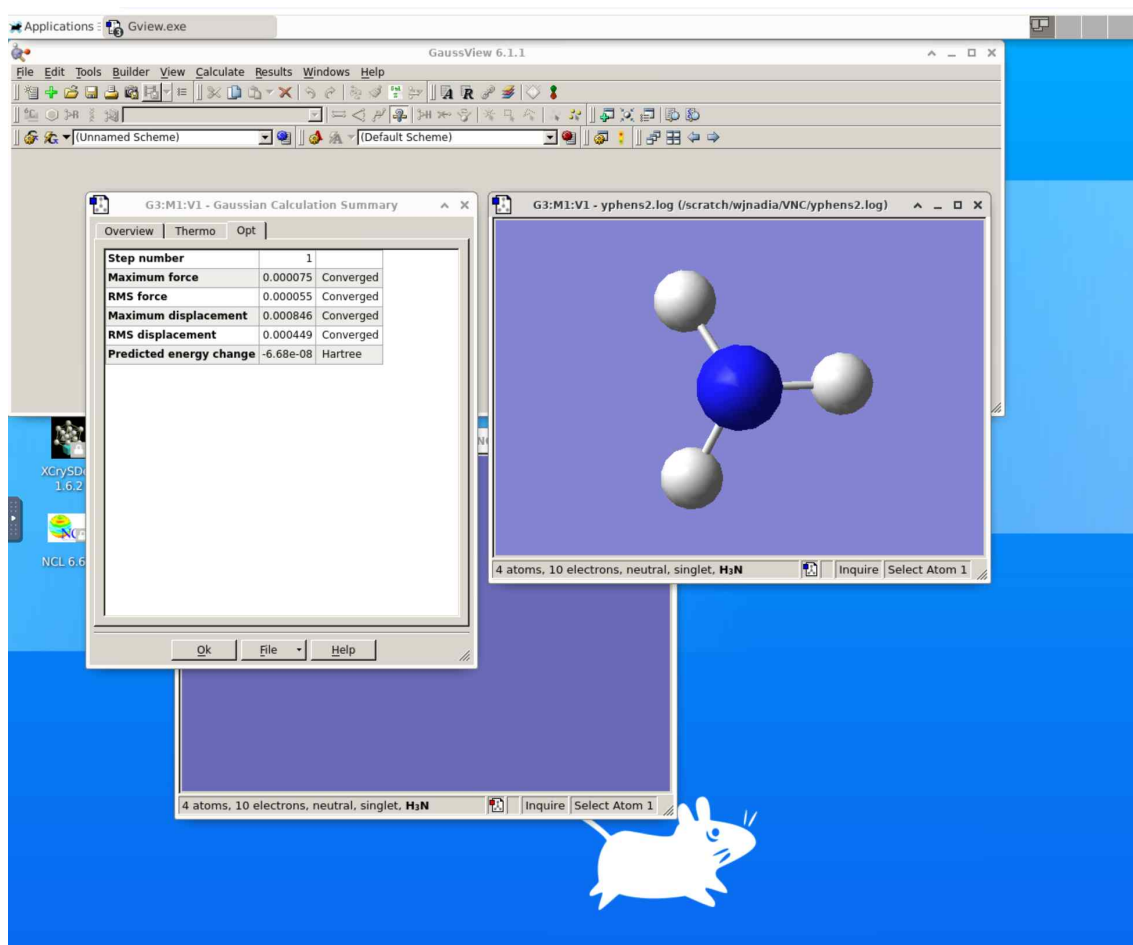 Applications
Gview.exe
GaussView 6.1.1
File Edit Tools Builder View Calculate Results Windows Help
(Unnamed Scheme) (Default Scheme)
G3:M1:V1 - Gaussian Calculation Summary
G3:M1:V1 - yphens2.log (/scratch/wjnadia/VNC/yphens2.log)
Overview Thermo Opt
Step number 1
Maximum force 0.000075 Converged
RMS force 0.000055 Converged
Maximum displacement 0.000846 Converged
RMS displacement 0.000449 Converged
Predicted energy change -6.68e-08 Hartree
XCrySD
1.6.2
NCL 6.6
4 atoms, 10 electrons, neutral, singlet, H₃N Inquire Select Atom 1
Ok File Help
4 atoms, 10 electrons, neutral, singlet, H₃N Inquire Select Atom 1